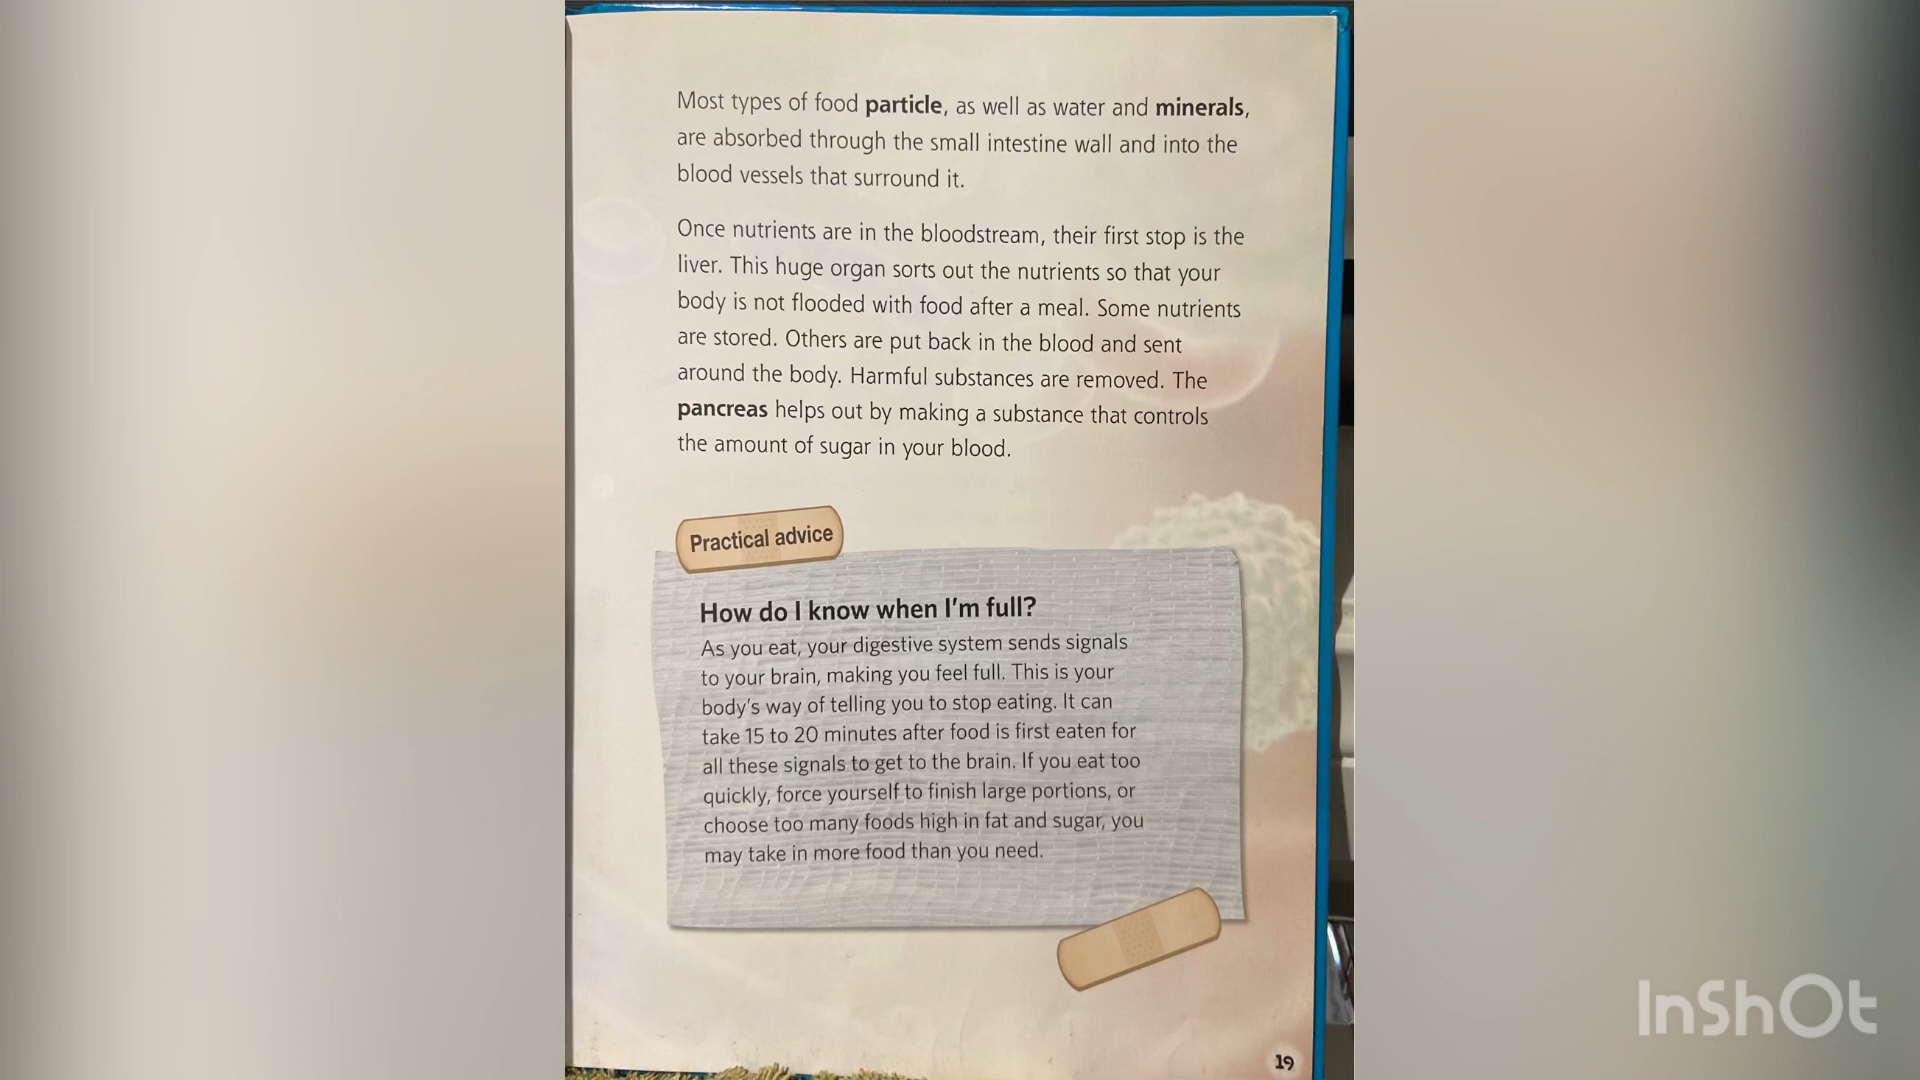 Most types of food particle, as well as water and minerals,
are absorbed through the small intestine wall and into the
blood vessels that surround it.
Once nutrients are in the bloodstream, their first stop is the
liver. This huge organ sorts out the nutrients so that your
body is not flooded with food after a meal. Some nutrients
are stored. Others are put back in the blood and sent
around the body. Harmful substances are removed. The
pancreas helps out by making a substance that controls
the amount of sugar in your blood.
Practical advice
How do I know when I'm full?
As you eat, your digestive system sends signals
to your brain, making you feel full. This is your
body's way of telling you to stop eating. It can
take 15 to 20 minutes after food is first eaten for
all these signals to get to the brain. If you eat too
quickly, force yourself to finish large portions, or
choose too many foods high in fat and sugar, you
may take in more food than you need.
19
InShOt